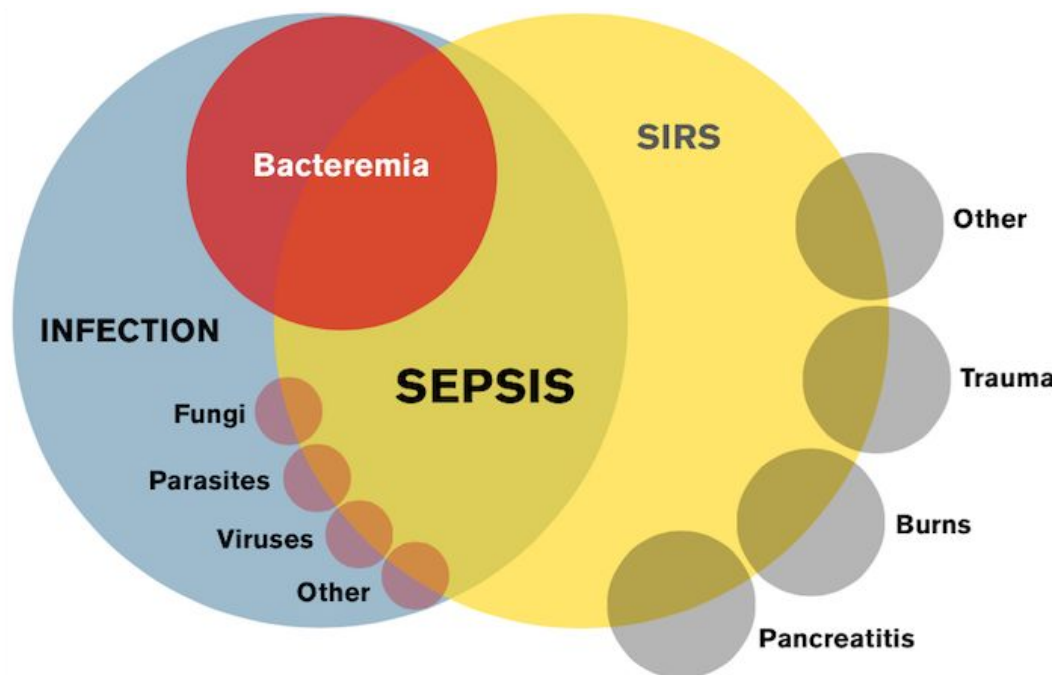 Bacteremia
SIRS
Other
INFECTION
SEPSIS
Trauma
Fungi
Parasites
Viruses
Burns
Other
Pancreatitis